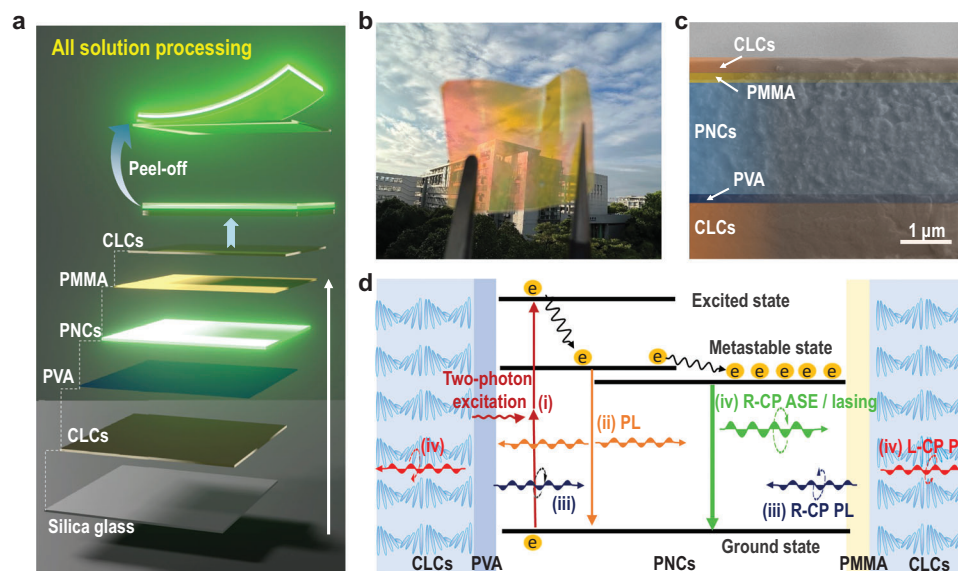 a
All solution processing
Peel-off
CLCs
PMMA
PNCs
PVA
CLCs
Silica glass
b
c
CLCs
PMMA
PNCs
PVA
CLCs
1 µm
d
e
Excited state
e
e
Metastable state
e e e e e
Two-photon
excitation
(i)
(ii) PL
(iv) R-CP ASE / lasing
(iv)
(iv) L-CP P
(iii)
(iii) R-CP PL
e
Ground state
CLCs
PVA
PNCs
PMMA
CLCs